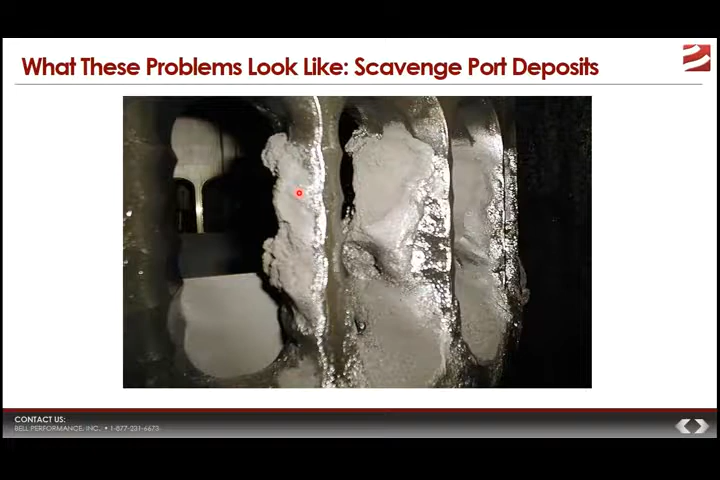 What These Problems Look Like: Scavenge Port Deposits
CONTACT US:
BELL PERFORMANCE, INC. • 1-877-231-6673